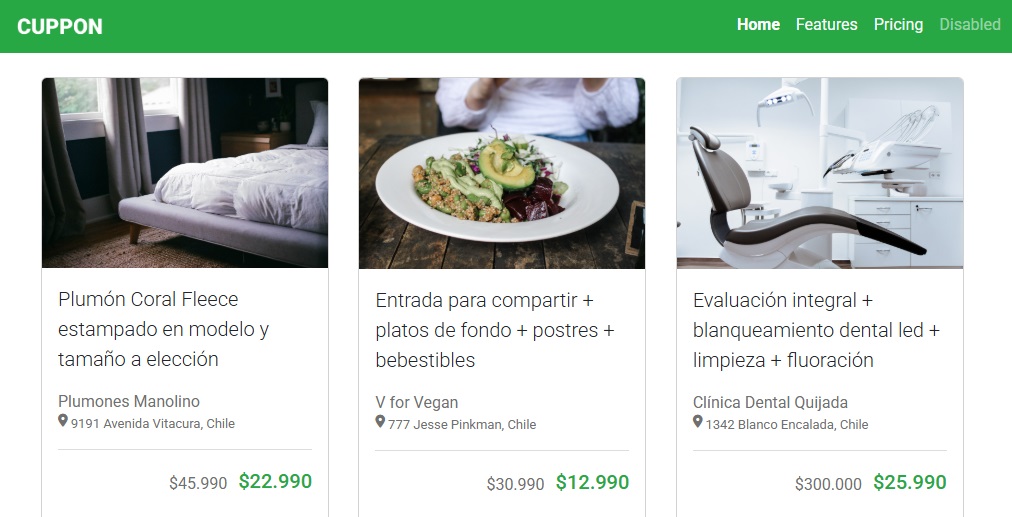 CUPPON
Home Features Pricing Disabled
Plumón Coral Fleece
estampado en modelo y
tamaño a elección
Plumones Manolino
9191 Avenida Vitacura, Chile
$45.990 $22.990
Entrada para compartir +
platos de fondo + postres +
bebestibles
V for Vegan
777 Jesse Pinkman, Chile
$30.990 $12.990
Evaluación integral +
blanqueamiento dental led +
limpieza + fluoración
Clínica Dental Quijada
1342 Blanco Encalada, Chile
$300.000 $25.990